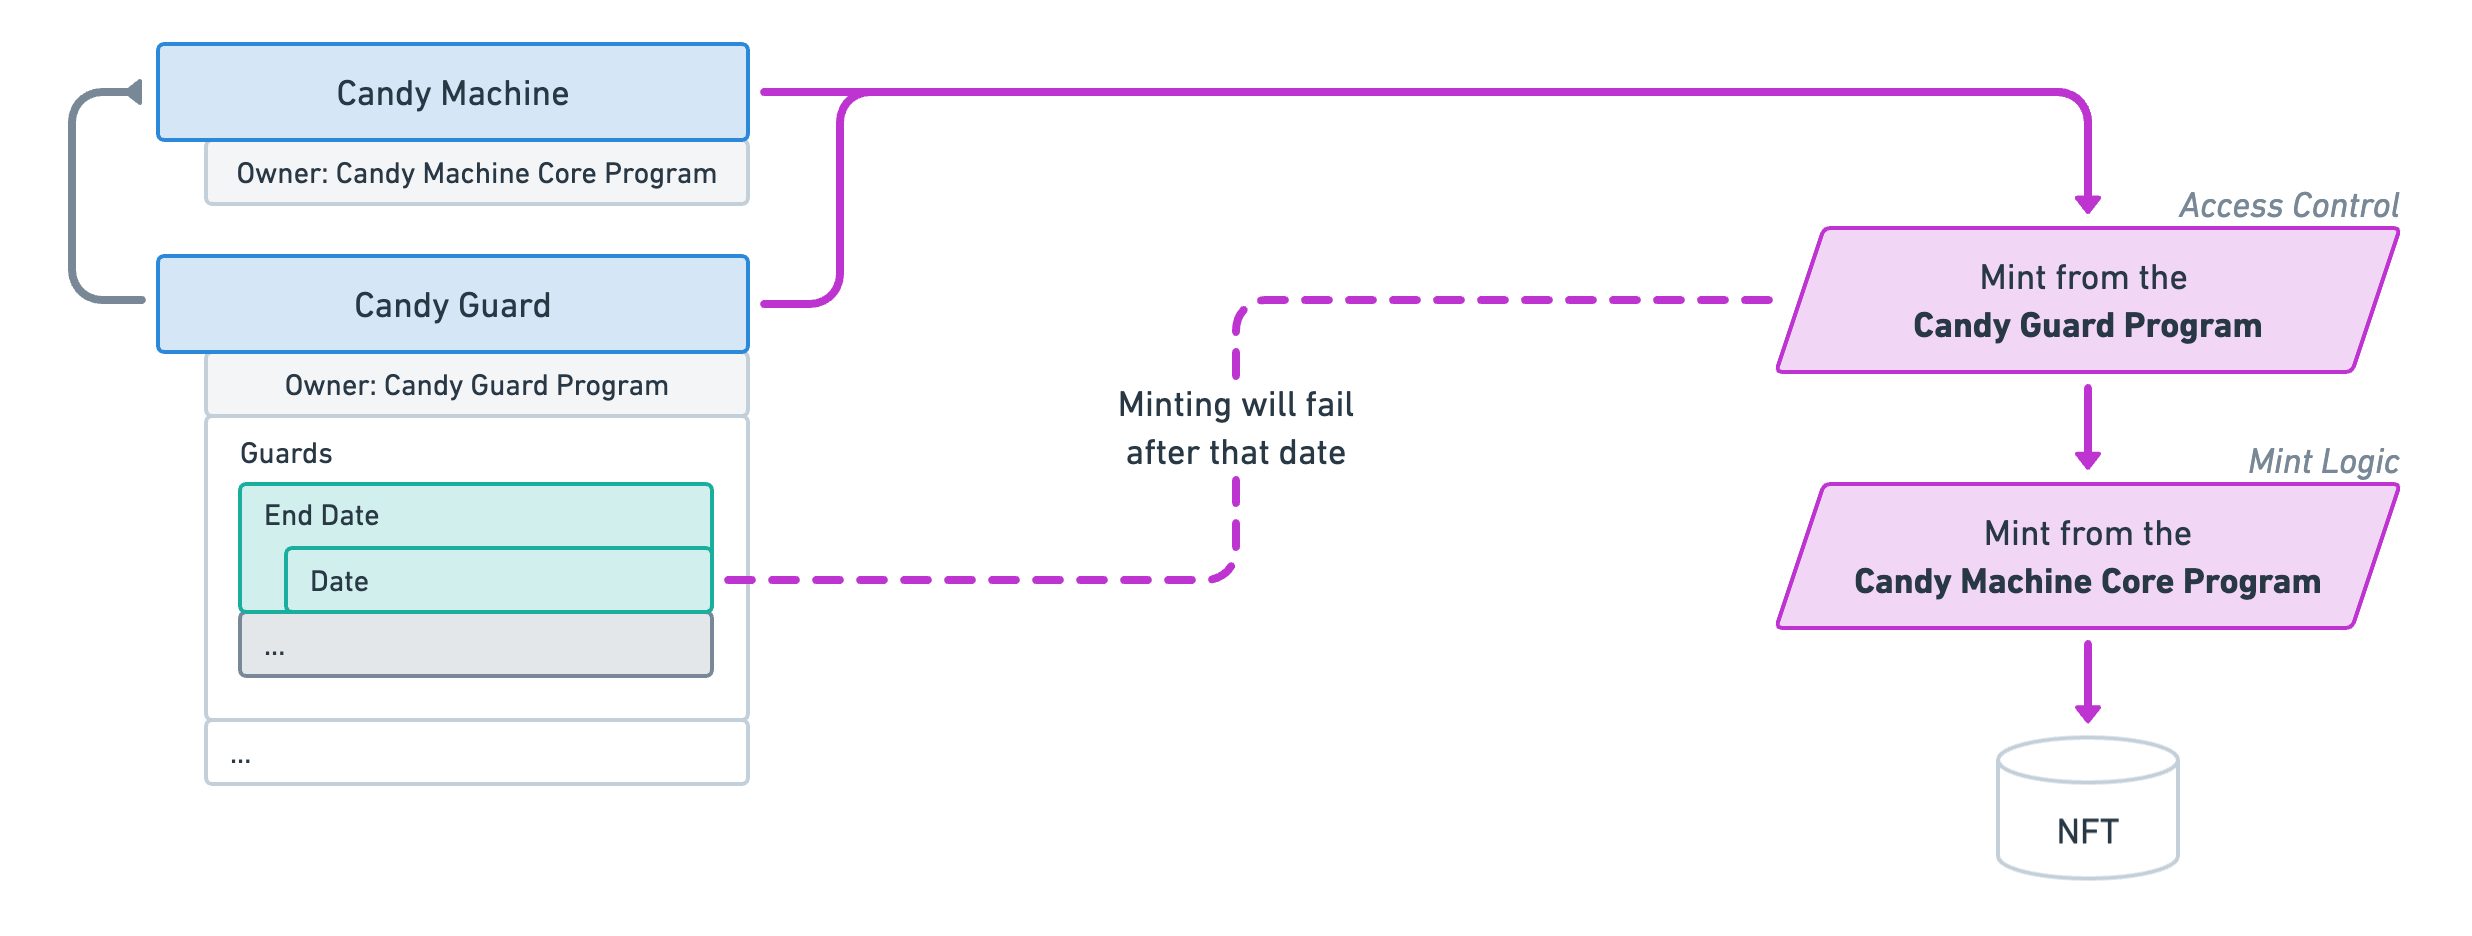 Candy Machine
Owner: Candy Machine Core Program
Candy Guard
Owner: Candy Guard Program
Guards
End Date
Date
...
...
Minting will fail
after that date
Access Control
Mint from the
Candy Guard Program
Mint Logic
Mint from the
Candy Machine Core Program
NFT